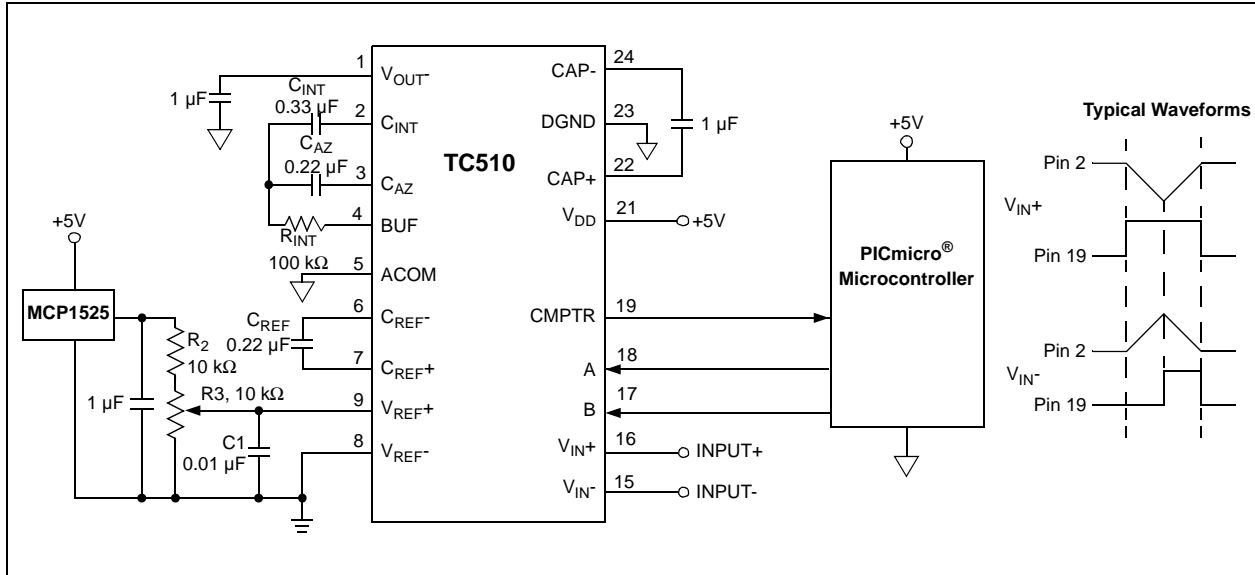 1
V_OUT-
1 µF
C_INT
0.33 µF
2
C_INT
C_AZ
0.22 µF
3
C_AZ
4
BUF
R_INT
100 kΩ
5
ACOM
6
C_REF-
C_REF
0.22 µF
7
C_REF+
9
V_REF+
8
V_REF-
+5V
MCP1525
R2
10 kΩ
R3, 10 kΩ
1 µF
C1
0.01 µF
TC510
CAP-
24
DGND
23
1 µF
CAP+
22
V_DD
21
+5V
CMPTR
19
A
18
B
17
V_IN+
16
INPUT+
V_IN-
15
INPUT-
+5V
PICmicro®
Microcontroller
Typical Waveforms
Pin 2
V_IN+
Pin 19
Pin 2
V_IN-
Pin 19